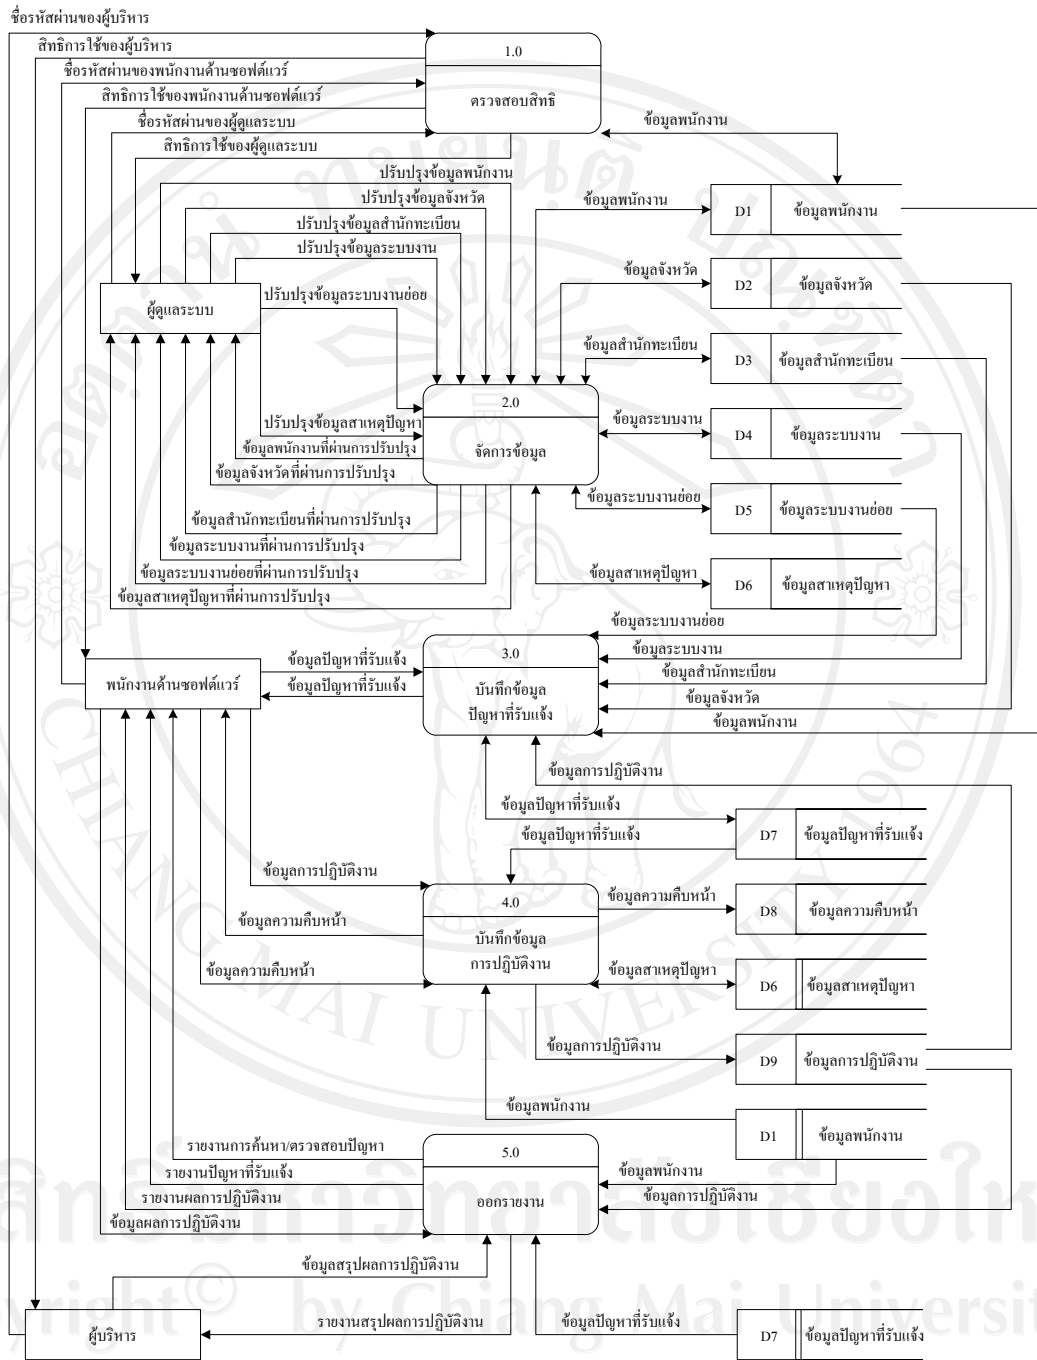 ชื่อรหัสผ่านของผู้บริหาร
สิทธิการใช้ของผู้บริหาร
ชื่อรหัสผ่านของพนักงานด้านซอฟต์แวร์
สิทธิการใช้ของพนักงานด้านซอฟต์แวร์
ชื่อรหัสผ่านของผู้ดูแลระบบ
สิทธิการใช้ของผู้ดูแลระบบ
1.0
ตรวจสอบสิทธิ
ข้อมูลพนักงาน
ปรับปรุงข้อมูลพนักงาน
ปรับปรุงข้อมูลจังหวัด
ปรับปรุงข้อมูลสำนักทะเบียน
ปรับปรุงข้อมูลระบบงาน
ปรับปรุงข้อมูลระบบงานย่อย
ผู้ดูแลระบบ
ข้อมูลพนักงาน
D1 ข้อมูลพนักงาน
ข้อมูลจังหวัด
D2 ข้อมูลจังหวัด
ข้อมูลสำนักทะเบียน
D3 ข้อมูลสำนักทะเบียน
2.0
จัดการข้อมูล
ข้อมูลระบบงาน
D4 ข้อมูลระบบงาน
ปรับปรุงข้อมูลสาเหตุปัญหา
ข้อมูลพนักงานที่ผ่านการปรับปรุง
ข้อมูลจังหวัดที่ผ่านการปรับปรุง
ข้อมูลระบบงานย่อย
D5 ข้อมูลระบบงานย่อย
ข้อมูลสำนักทะเบียนที่ผ่านการปรับปรุง
ข้อมูลระบบงานที่ผ่านการปรับปรุง
ข้อมูลระบบงานย่อยที่ผ่านการปรับปรุง
ข้อมูลสาเหตุปัญหาที่ผ่านการปรับปรุง
ข้อมูลสาเหตุปัญหา
D6 ข้อมูลสาเหตุปัญหา
ข้อมูลระบบงานย่อย
ข้อมูลระบบงาน
ข้อมูลสำนักทะเบียน
ข้อมูลจังหวัด
ข้อมูลพนักงาน
3.0
บันทึกข้อมูล
ปัญหาที่รับแจ้ง
ข้อมูลปัญหาที่รับแจ้ง
ข้อมูลปัญหาที่รับแจ้ง
พนักงานด้านซอฟต์แวร์
ข้อมูลการปฏิบัติงาน
ข้อมูลปัญหาที่รับแจ้ง
ข้อมูลปัญหาที่รับแจ้ง
D7 ข้อมูลปัญหาที่รับแจ้ง
ข้อมูลการปฏิบัติงาน
ข้อมูลความคืบหน้า
ข้อมูลความคืบหน้า
4.0
บันทึกข้อมูล
การปฏิบัติงาน
ข้อมูลความคืบหน้า
D8 ข้อมูลความคืบหน้า
ข้อมูลสาเหตุปัญหา
D6 ข้อมูลสาเหตุปัญหา
ข้อมูลการปฏิบัติงาน
D9 ข้อมูลการปฏิบัติงาน
ข้อมูลพนักงาน
D1 ข้อมูลพนักงาน
รายงานการค้นหา/ตรวจสอบปัญหา
รายงานปัญหาที่รับแจ้ง
รายงานผลการปฏิบัติงาน
ข้อมูลผลการปฏิบัติงาน
5.0
ออกรายงาน
ข้อมูลพนักงาน
ข้อมูลการปฏิบัติงาน
ข้อมูลสรุปผลการปฏิบัติงาน
รายงานสรุปผลการปฏิบัติงาน
ผู้บริหาร
ข้อมูลปัญหาที่รับแจ้ง
D7 ข้อมูลปัญหาที่รับแจ้ง
CHIANG MAI UNIVERSITY 1964
by Chiang Mai